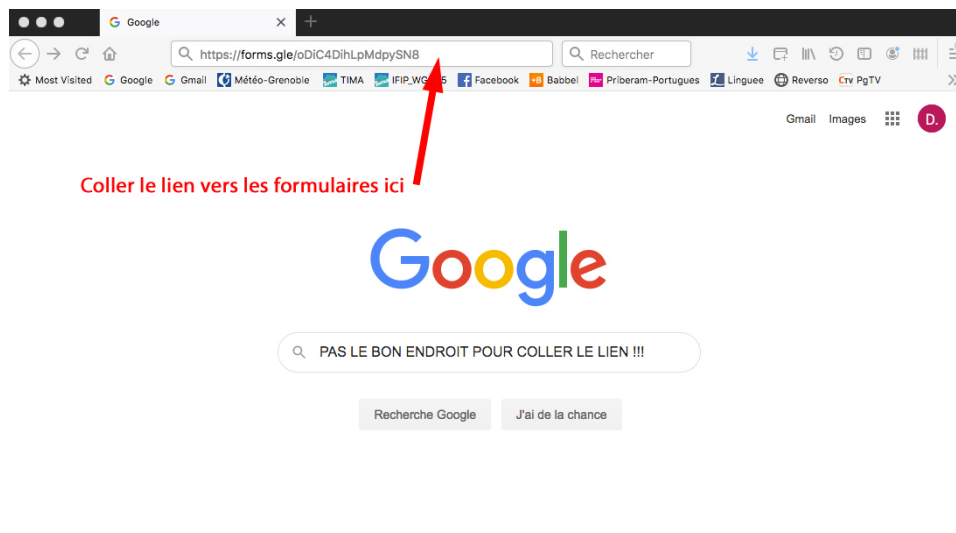 Google
https://forms.gle/oDiC4DihLpMdpySN8
Rechercher
Most Visited Google Gmail Météo-Grenoble TIMA Facebook Babbel Priberam-Portugues Linguee Reverso PgTV
Gmail Images D.
Coller le lien vers les formulaires ici
Google
PAS LE BON ENDROIT POUR COLLER LE LIEN !!!
Recherche Google J'ai de la chance